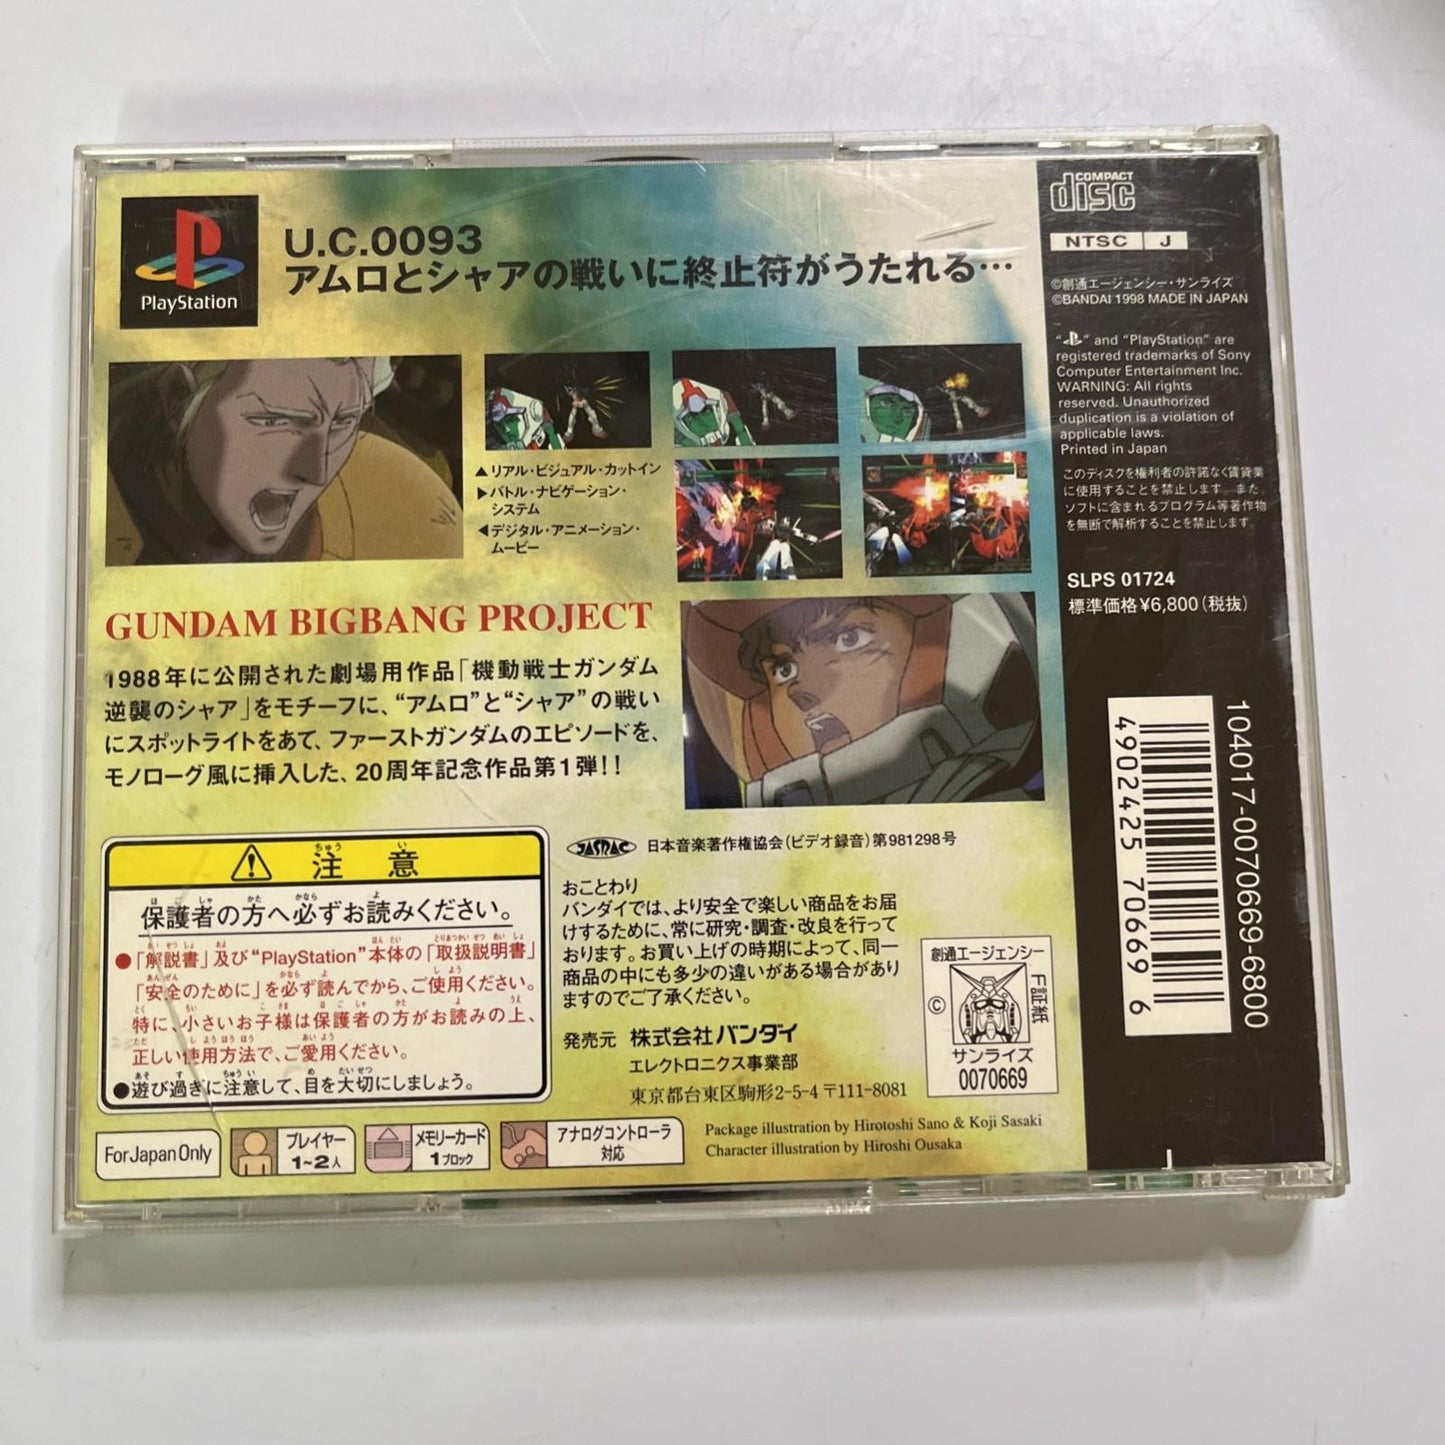 PlayStation
U.C.0093
アムロとシャアの戦いに終止符がうたれる…
▲リアル・ビジュアル・カットイン
▶バトル・ナビゲーション・
システム
◀デジタル・アニメーション・
ムービー
GUNDAM BIGBANG PROJECT
1988年に公開された劇場用作品「機動戦士ガンダム
逆襲のシャア」をモチーフに、“アムロ”と“シャア”の戦い
にスポットライトをあて、ファーストガンダムのエピソードを、
モノローグ風に挿入した、20周年記念作品第1弾!!
注意
保護者の方へ必ずお読みください。
●「解説書」及び“PlayStation”本体の「取扱説明書」
「安全のために」を必ず読んでから、ご使用ください。
特に、小さいお子様は保護者の方がお読みの上、
正しい使用方法で、ご愛用ください。
●遊び過ぎに注意して、目を大切にしましょう。
JASRAC 日本音楽著作権協会(ビデオ録音)第981298号
おことわり
バンダイでは、より安全で楽しい商品をお届
けするために、常に研究・調査・改良を行って
おります。お買い上げの時期によって、同一
商品の中にも多少の違いがある場合があり
ますのでご了承ください。
発売元 株式会社バンダイ
エレクトロニクス事業部
東京都台東区駒形2-5-4 〒111-8081
創通エージェンシー
©
F証紙
サンライズ
0070669
For Japan Only
プレイヤー
1~2人
メモリーカード
1ブロック
アナログコントローラ
対応
Package illustration by Hirotoshi Sano & Koji Sasaki
Character illustration by Hiroshi Ousaka
COMPACT
disc
NTSC J
©創通エージェンシー・サンライズ
©BANDAI 1998 MADE IN JAPAN
“ ” and “PlayStation” are
registered trademarks of Sony
Computer Entertainment Inc.
WARNING: All rights
reserved. Unauthorized
duplication is a violation of
applicable laws.
Printed in Japan
このディスクを権利者の許諾なく賃貸業
に使用することを禁止します。また、
ソフトに含まれるプログラム等著作物
を無断で解析することを禁止します。
SLPS 01724
標準価格¥6,800(税抜)
104017-0070669-6800
4902425 70669 6